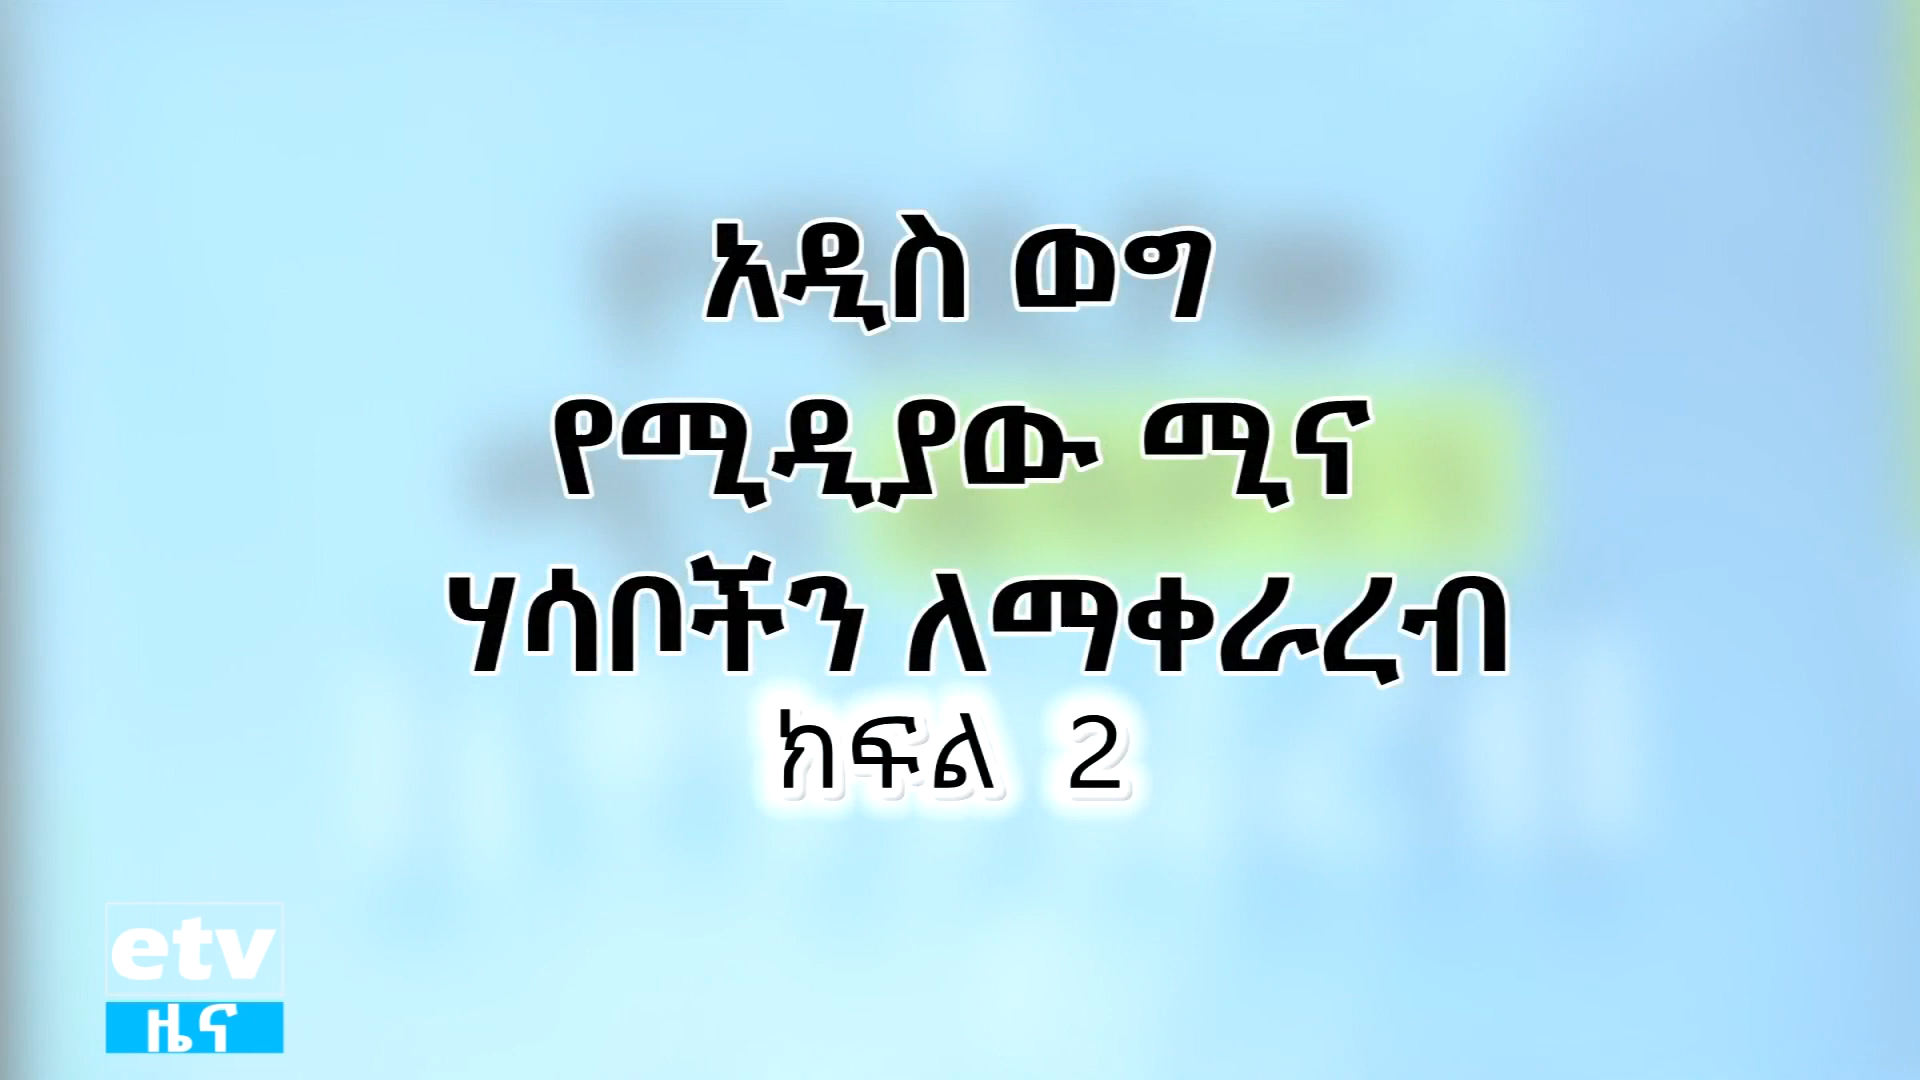 አዲስ ወግ
የሚዲያው ሚና
ሃሳቦችን ለማቀራረብ
ክፍል 2
etv
ዜና